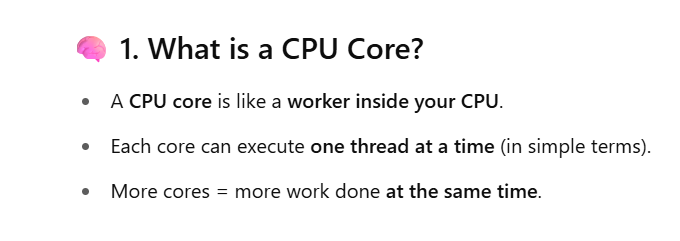 🧠 1. What is a CPU Core?
• A CPU core is like a worker inside your CPU.
• Each core can execute one thread at a time (in simple terms).
• More cores = more work done at the same time.